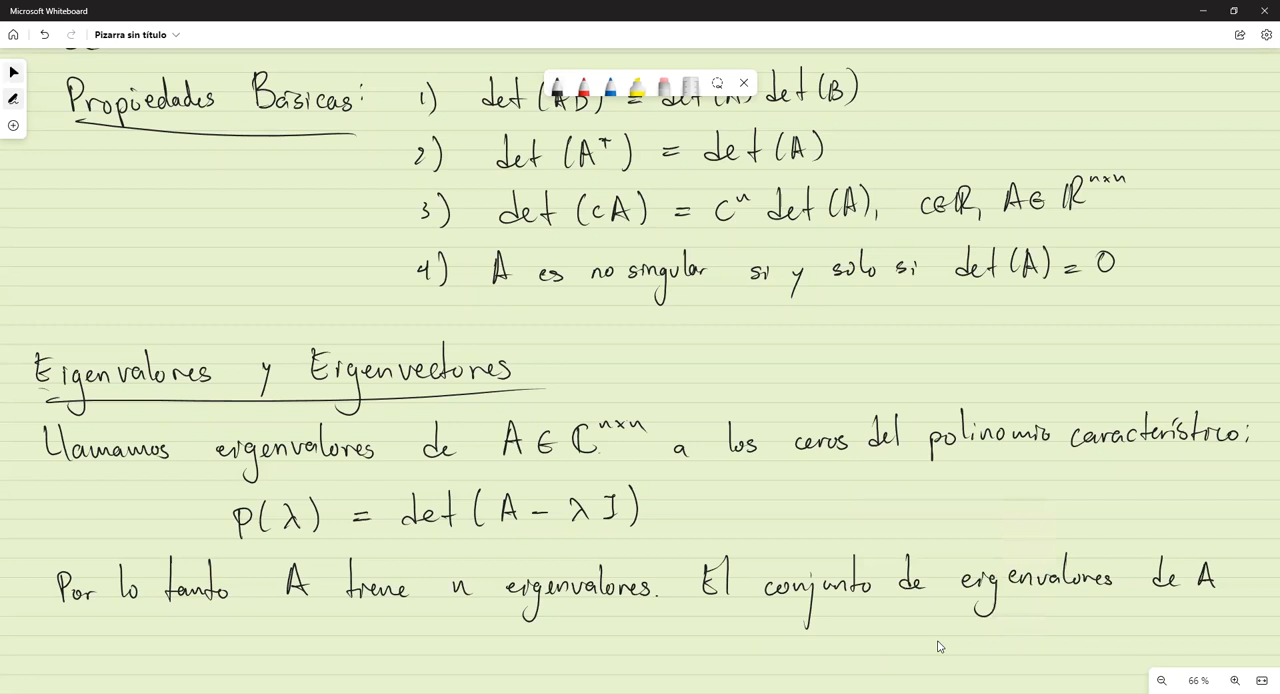 Microsoft Whiteboard
Pizarra sin título
Propiedades Básicas:
1) det (AB) = det (A) det (B)
2) det (Aᵀ) = det (A)
3) det (cA) = cⁿ det (A), c∈ℝ, A∈ ℝⁿˣⁿ
4) A es no singular si y solo si det (A) = 0
Eigenvalores y Eigenvectores
Llamamos eigenvalores de A ∈ ℂⁿˣⁿ a los ceros del polinomio característico:
p(λ) = det (A - λI)
Por lo tanto A tiene n eigenvalores. El conjunto de eigenvalores de A
66 %